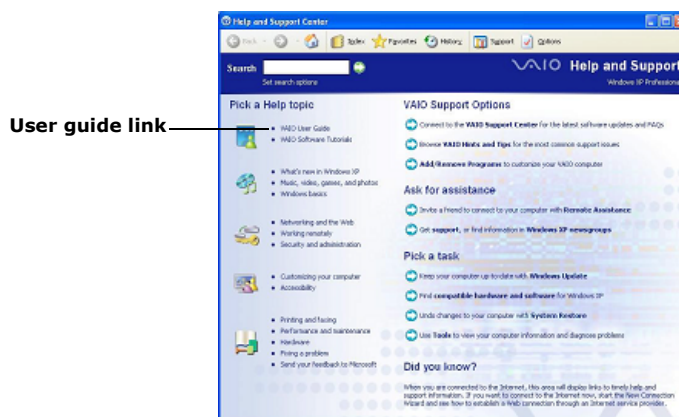 Help and Support Center
Back
Index
Favorites
History
Support
Options
Search
Set search options
VAIO Help and Support
Windows XP Professional
Pick a Help topic
User guide link
VAIO User Guide
VAIO Software Tutorials
What's new in Windows XP
Music, video, games, and photos
Windows basics
Networking and the Web
Working remotely
Security and administration
Customizing your computer
Accessibility
Printing and faxing
Performance and maintenance
Hardware
Fixing a problem
Send your feedback to Microsoft
VAIO Support Options
Connect to the VAIO Support Center for the latest software updates and FAQs
Browse VAIO Hints and Tips for the most common support issues
Add/Remove Programs to customize your VAIO computer
Ask for assistance
Invite a friend to connect to your computer with Remote Assistance
Get support, or find information in Windows XP newsgroups
Pick a task
Keep your computer up-to-date with Windows Update
Find compatible hardware and software for Windows XP
Undo changes to your computer with System Restore
Use Tools to view your computer information and diagnose problems
Did you know?
When you are connected to the Internet, this area will display links to timely help and
support information. If you want to connect to the Internet now, start the New Connection
Wizard and see how to establish a Web connection through an Internet service provider.